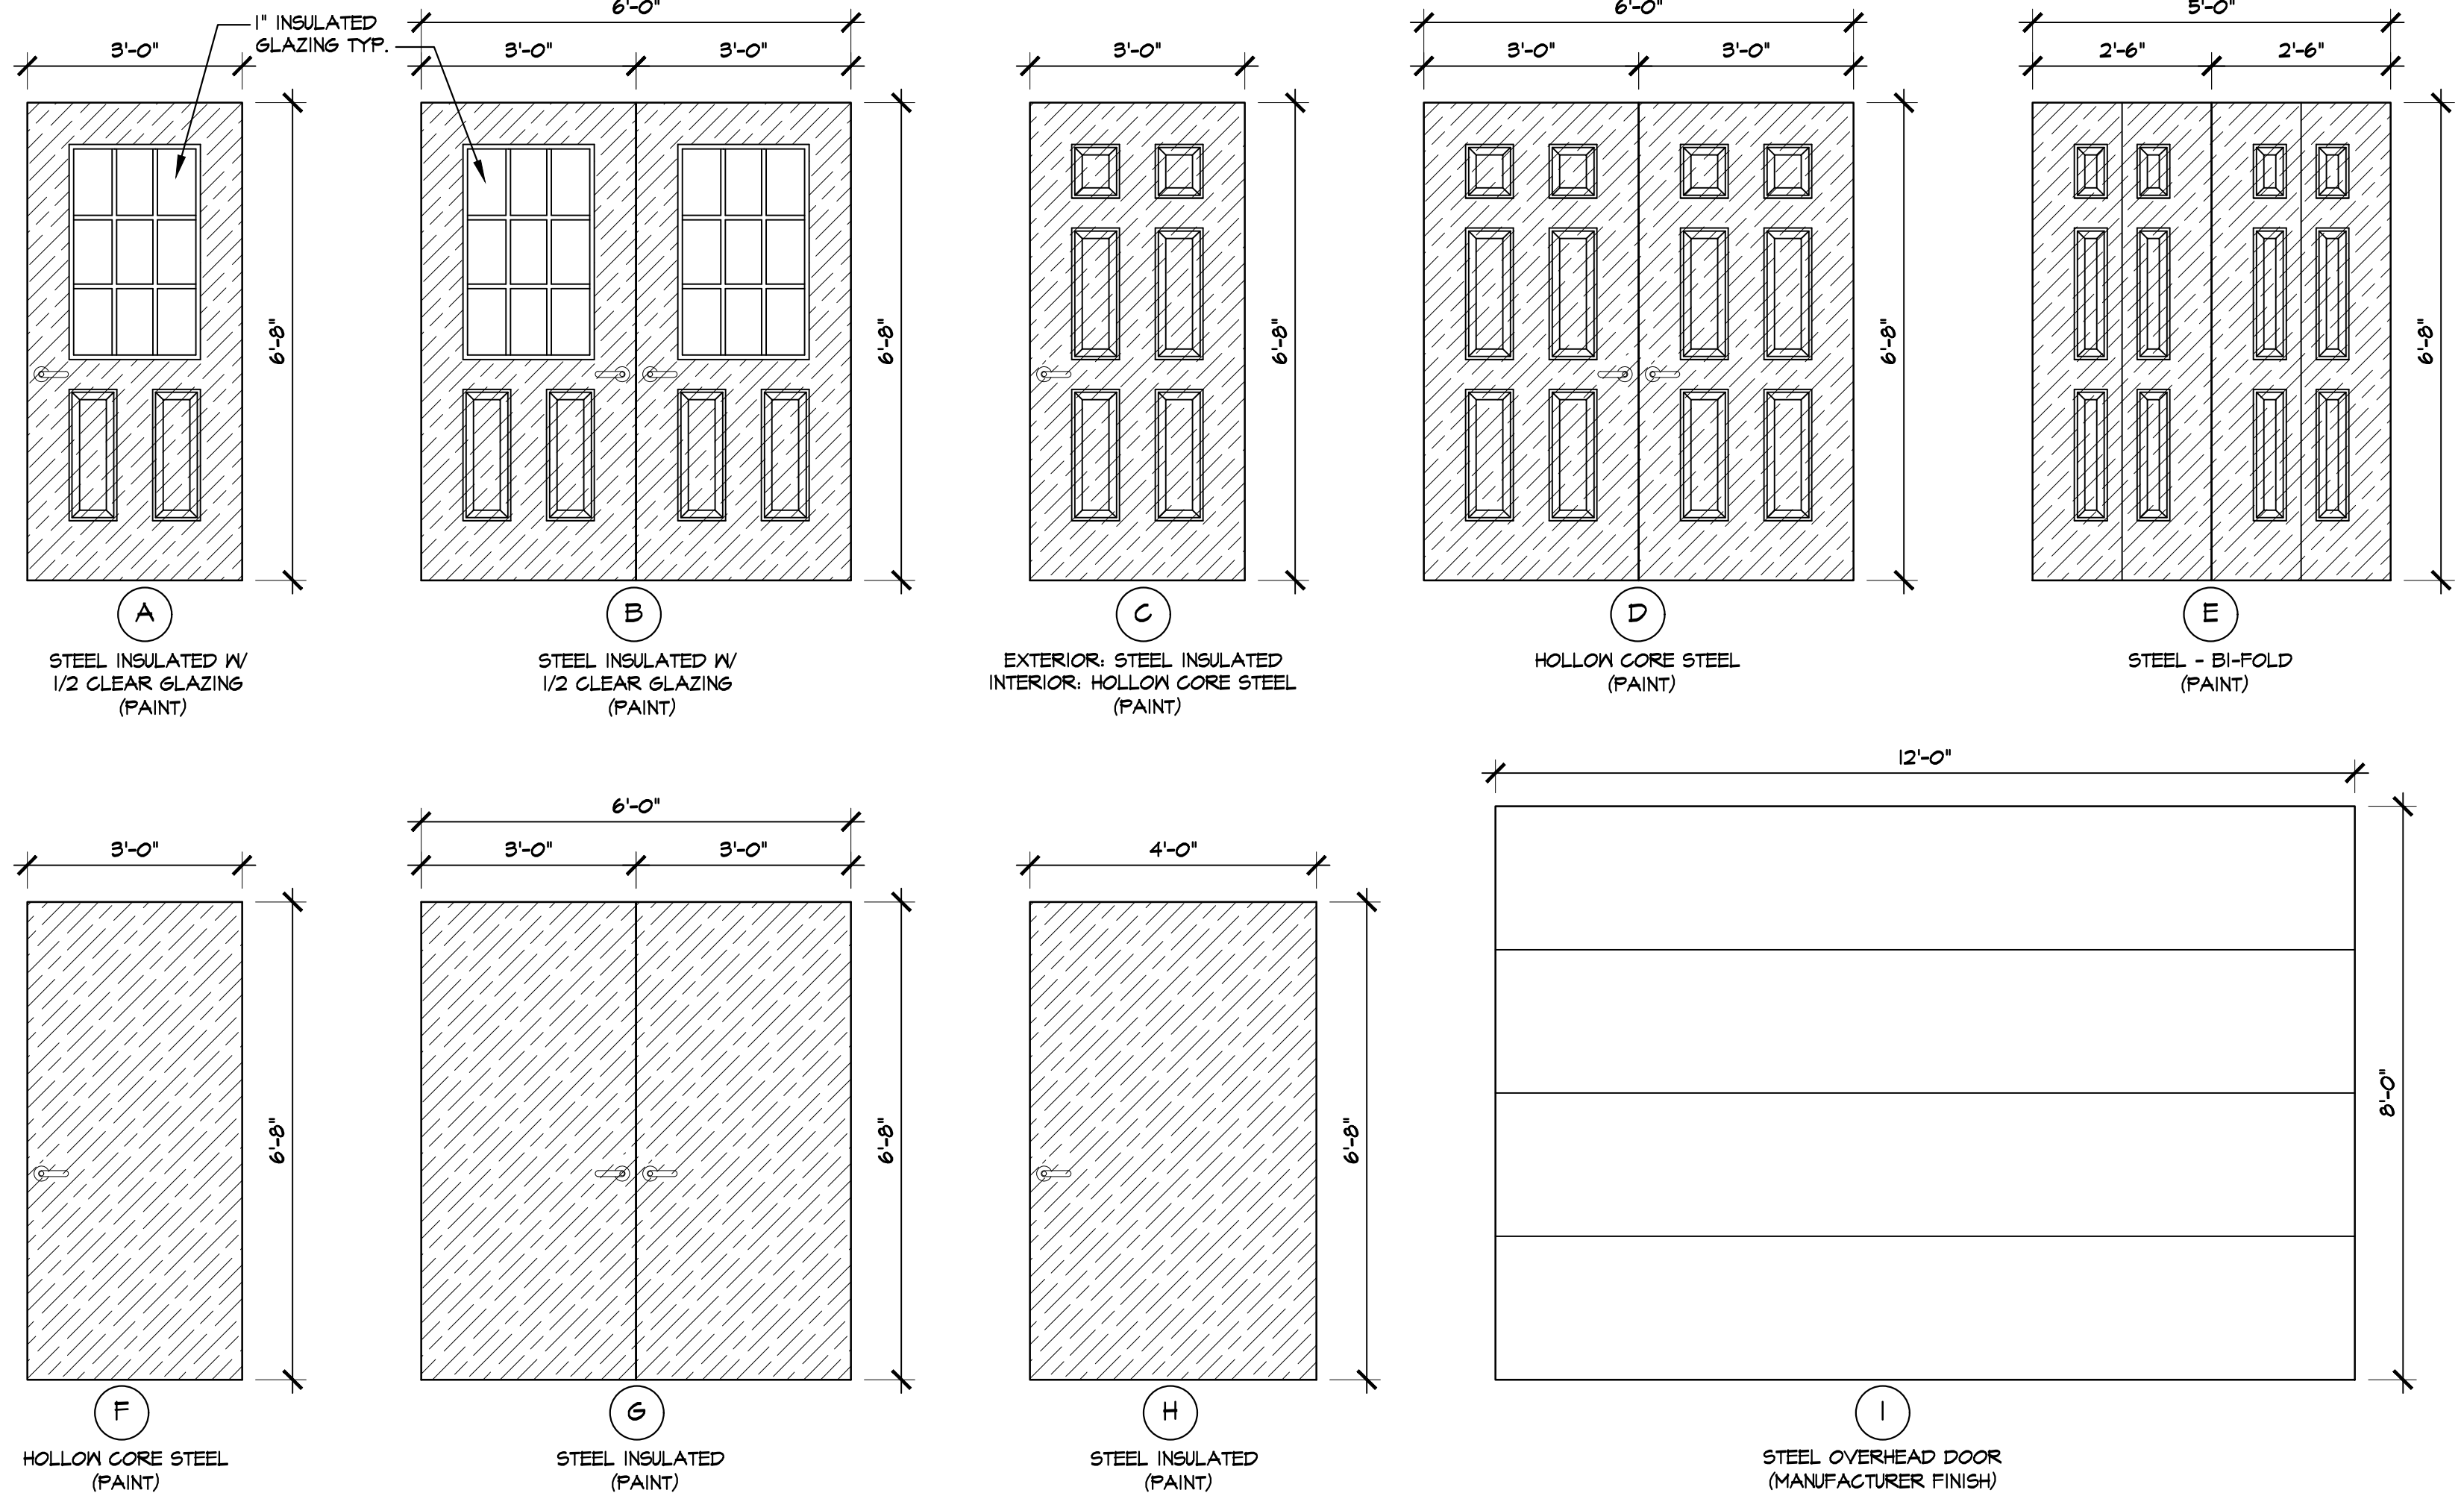 1" INSULATED
GLAZING TYP.
3'-0"
6'-8"
A
STEEL INSULATED W/
1/2 CLEAR GLAZING
(PAINT)
6'-0"
3'-0"
3'-0"
6'-8"
B
STEEL INSULATED W/
1/2 CLEAR GLAZING
(PAINT)
3'-0"
6'-8"
C
EXTERIOR: STEEL INSULATED
INTERIOR: HOLLOW CORE STEEL
(PAINT)
6'-0"
3'-0"
3'-0"
6'-8"
D
HOLLOW CORE STEEL
(PAINT)
5'-0"
2'-6"
2'-6"
6'-8"
E
STEEL - BI-FOLD
(PAINT)
3'-0"
6'-8"
F
HOLLOW CORE STEEL
(PAINT)
6'-0"
3'-0"
3'-0"
6'-8"
G
STEEL INSULATED
(PAINT)
4'-0"
6'-8"
H
STEEL INSULATED
(PAINT)
12'-0"
8'-0"
I
STEEL OVERHEAD DOOR
(MANUFACTURER FINISH)